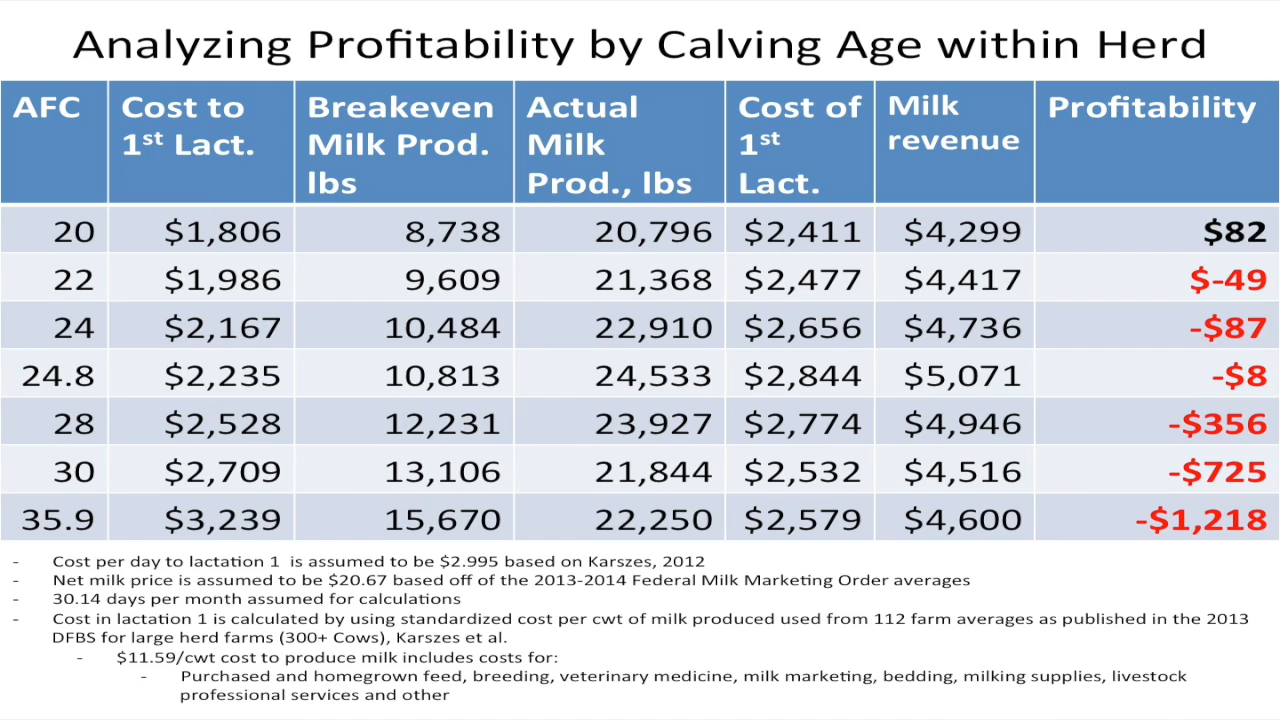 Analyzing Profitability by Calving Age within Herd
AFC Cost to 1st Lact. Breakeven Milk Prod. lbs Actual Milk Prod., lbs Cost of 1st Lact. Milk revenue Profitability
20 $1,806 8,738 20,796 $2,411 $4,299 $82
22 $1,986 9,609 21,368 $2,477 $4,417 $-49
24 $2,167 10,484 22,910 $2,656 $4,736 -$87
24.8 $2,235 10,813 24,533 $2,844 $5,071 -$8
28 $2,528 12,231 23,927 $2,774 $4,946 -$356
30 $2,709 13,106 21,844 $2,532 $4,516 -$725
35.9 $3,239 15,670 22,250 $2,579 $4,600 -$1,218
- Cost per day to lactation 1 is assumed to be $2.995 based on Karszes, 2012
- Net milk price is assumed to be $20.67 based off of the 2013-2014 Federal Milk Marketing Order averages
- 30.14 days per month assumed for calculations
- Cost in lactation 1 is calculated by using standardized cost per cwt of milk produced used from 112 farm averages as published in the 2013
DFBS for large herd farms (300+ Cows), Karszes et al.
- $11.59/cwt cost to produce milk includes costs for:
- Purchased and homegrown feed, breeding, veterinary medicine, milk marketing, bedding, milking supplies, livestock
professional services and other